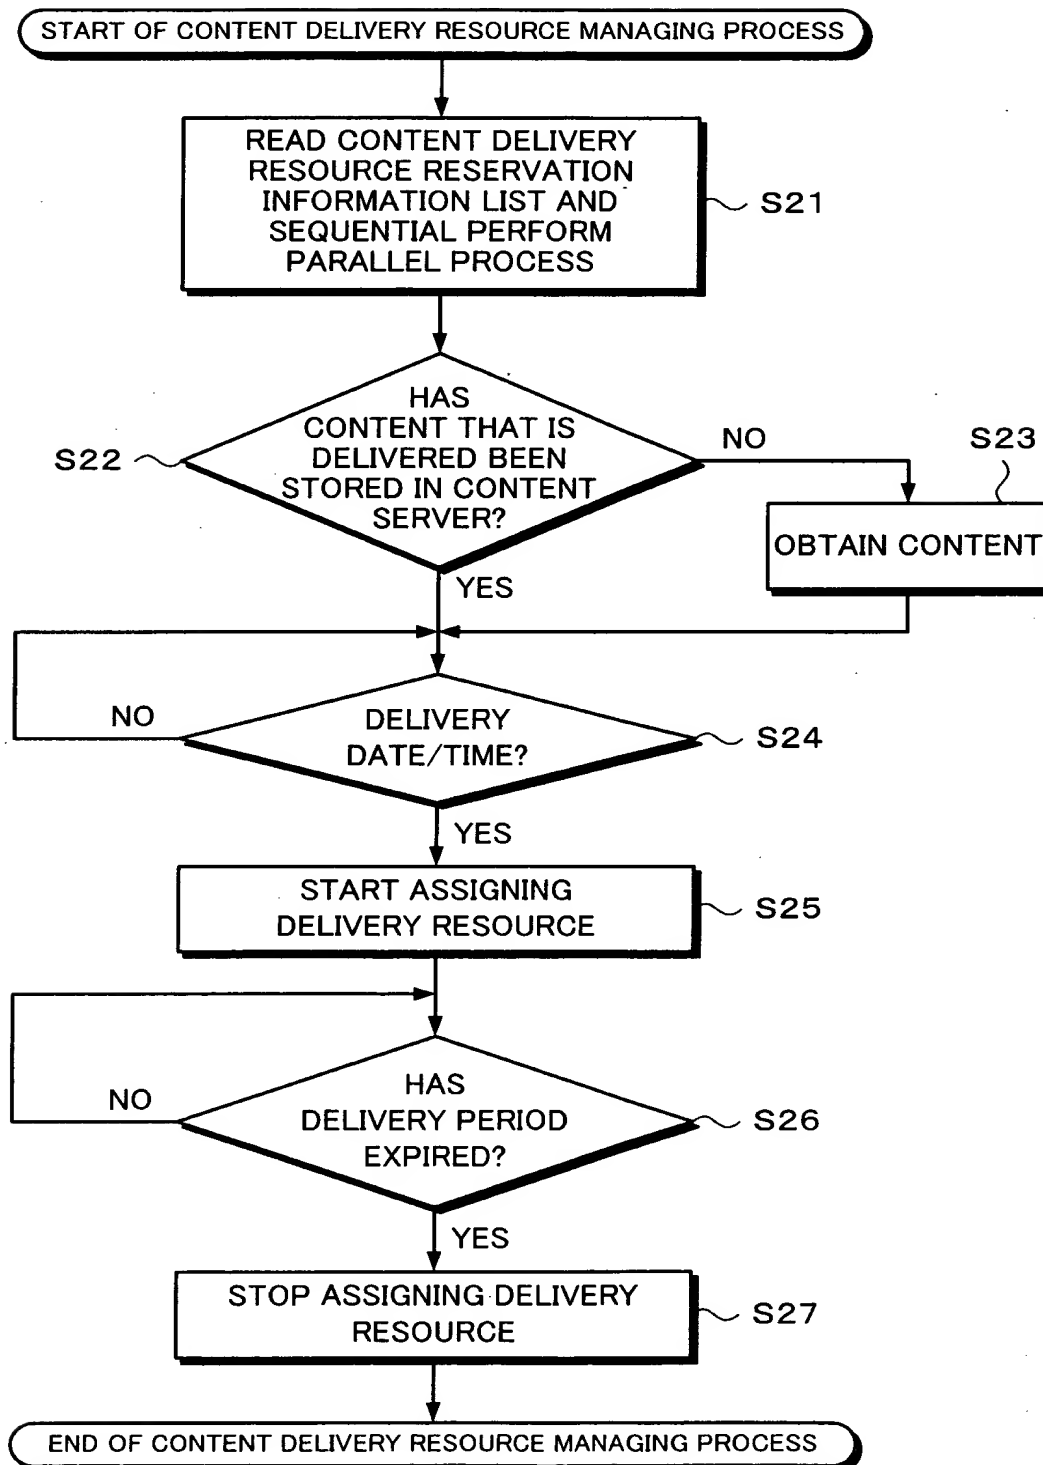 START OF CONTENT DELIVERY RESOURCE MANAGING PROCESS
READ CONTENT DELIVERY
RESOURCE RESERVATION
INFORMATION LIST AND
SEQUENTIAL PERFORM
PARALLEL PROCESS
S21
HAS
CONTENT THAT IS
DELIVERED BEEN
STORED IN CONTENT
SERVER?
S22
NO
S23
OBTAIN CONTENT
YES
NO
DELIVERY
DATE/TIME?
S24
YES
START ASSIGNING
DELIVERY RESOURCE
S25
NO
HAS
DELIVERY PERIOD
EXPIRED?
S26
YES
STOP ASSIGNING DELIVERY
RESOURCE
S27
END OF CONTENT DELIVERY RESOURCE MANAGING PROCESS